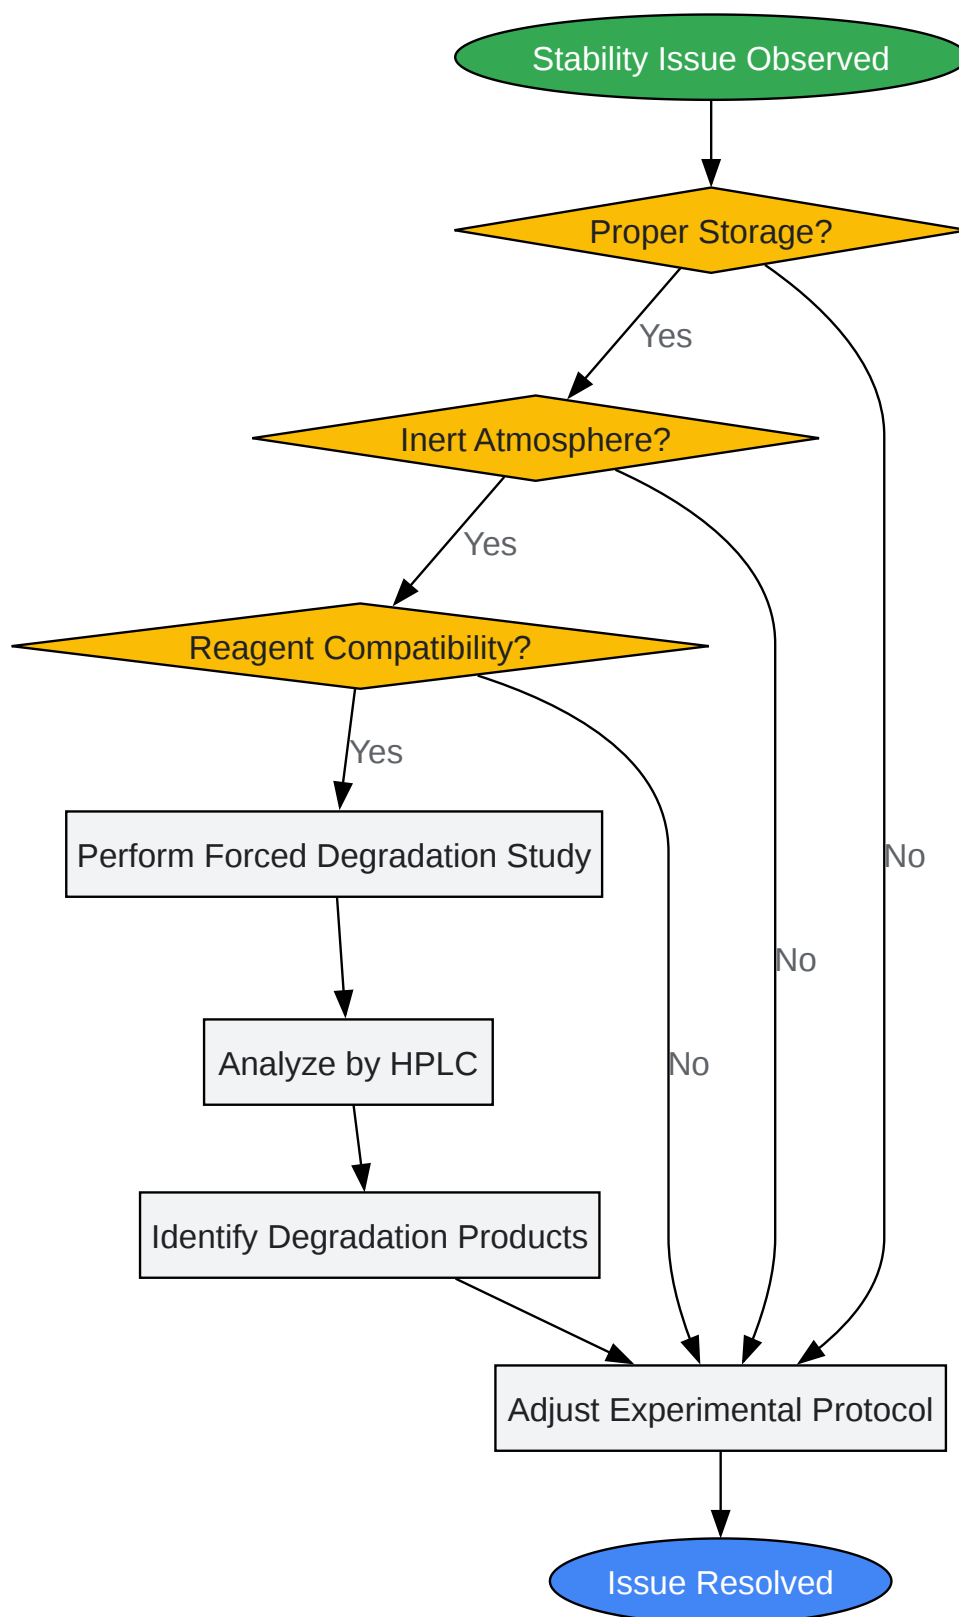 Stability Issue Observed
Proper Storage?
Yes
Inert Atmosphere?
Yes
Reagent Compatibility?
Yes
Perform Forced Degradation Study
No
No
Analyze by HPLC
No
Identify Degradation Products
Adjust Experimental Protocol
Issue Resolved